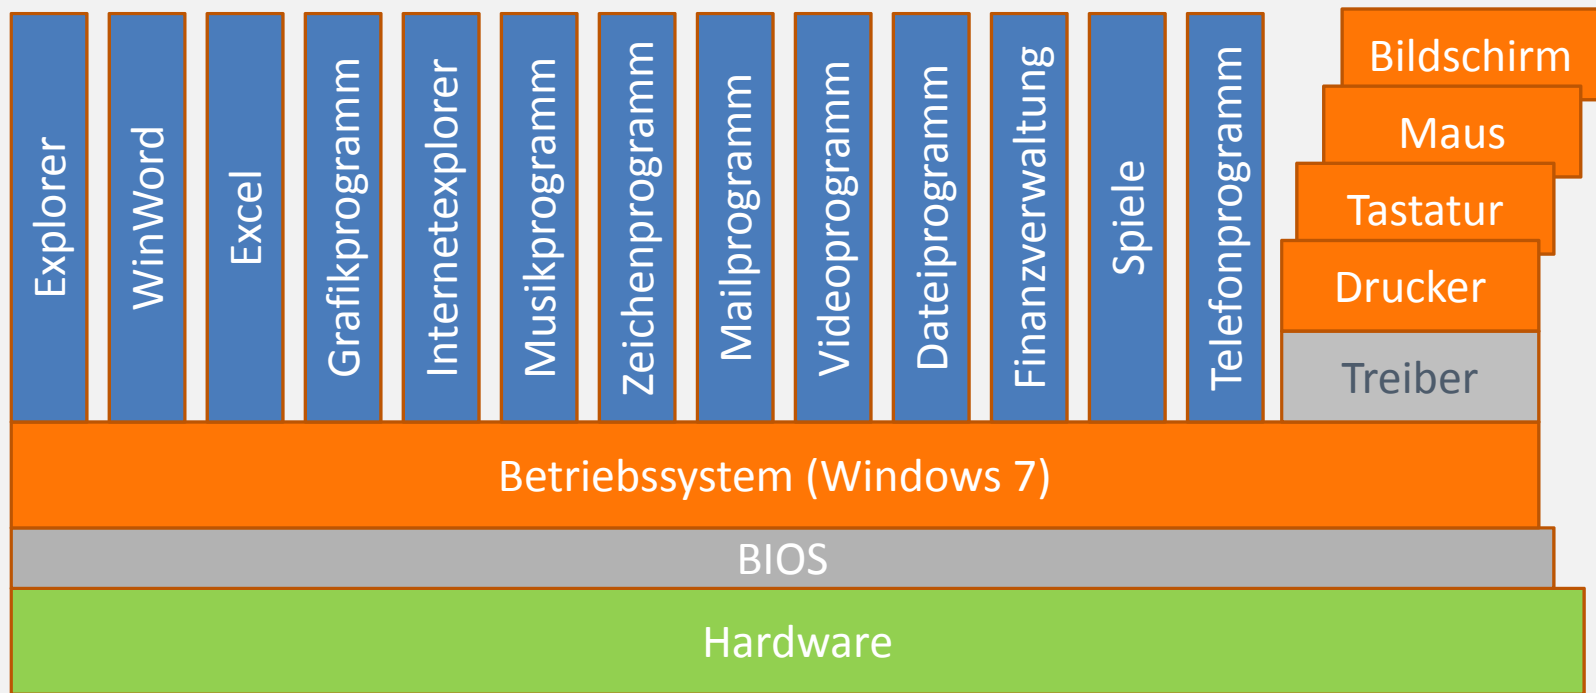 Explorer
WinWord
Excel
Grafikprogramm
Internetexplorer
Musikprogramm
Zeichenprogramm
Mailprogramm
Videoprogramm
Dateiprogramm
Finanzverwaltung
Spiele
Telefonprogramm
Bildschirm
Maus
Tastatur
Drucker
Treiber
Betriebssystem (Windows 7)
BIOS
Hardware